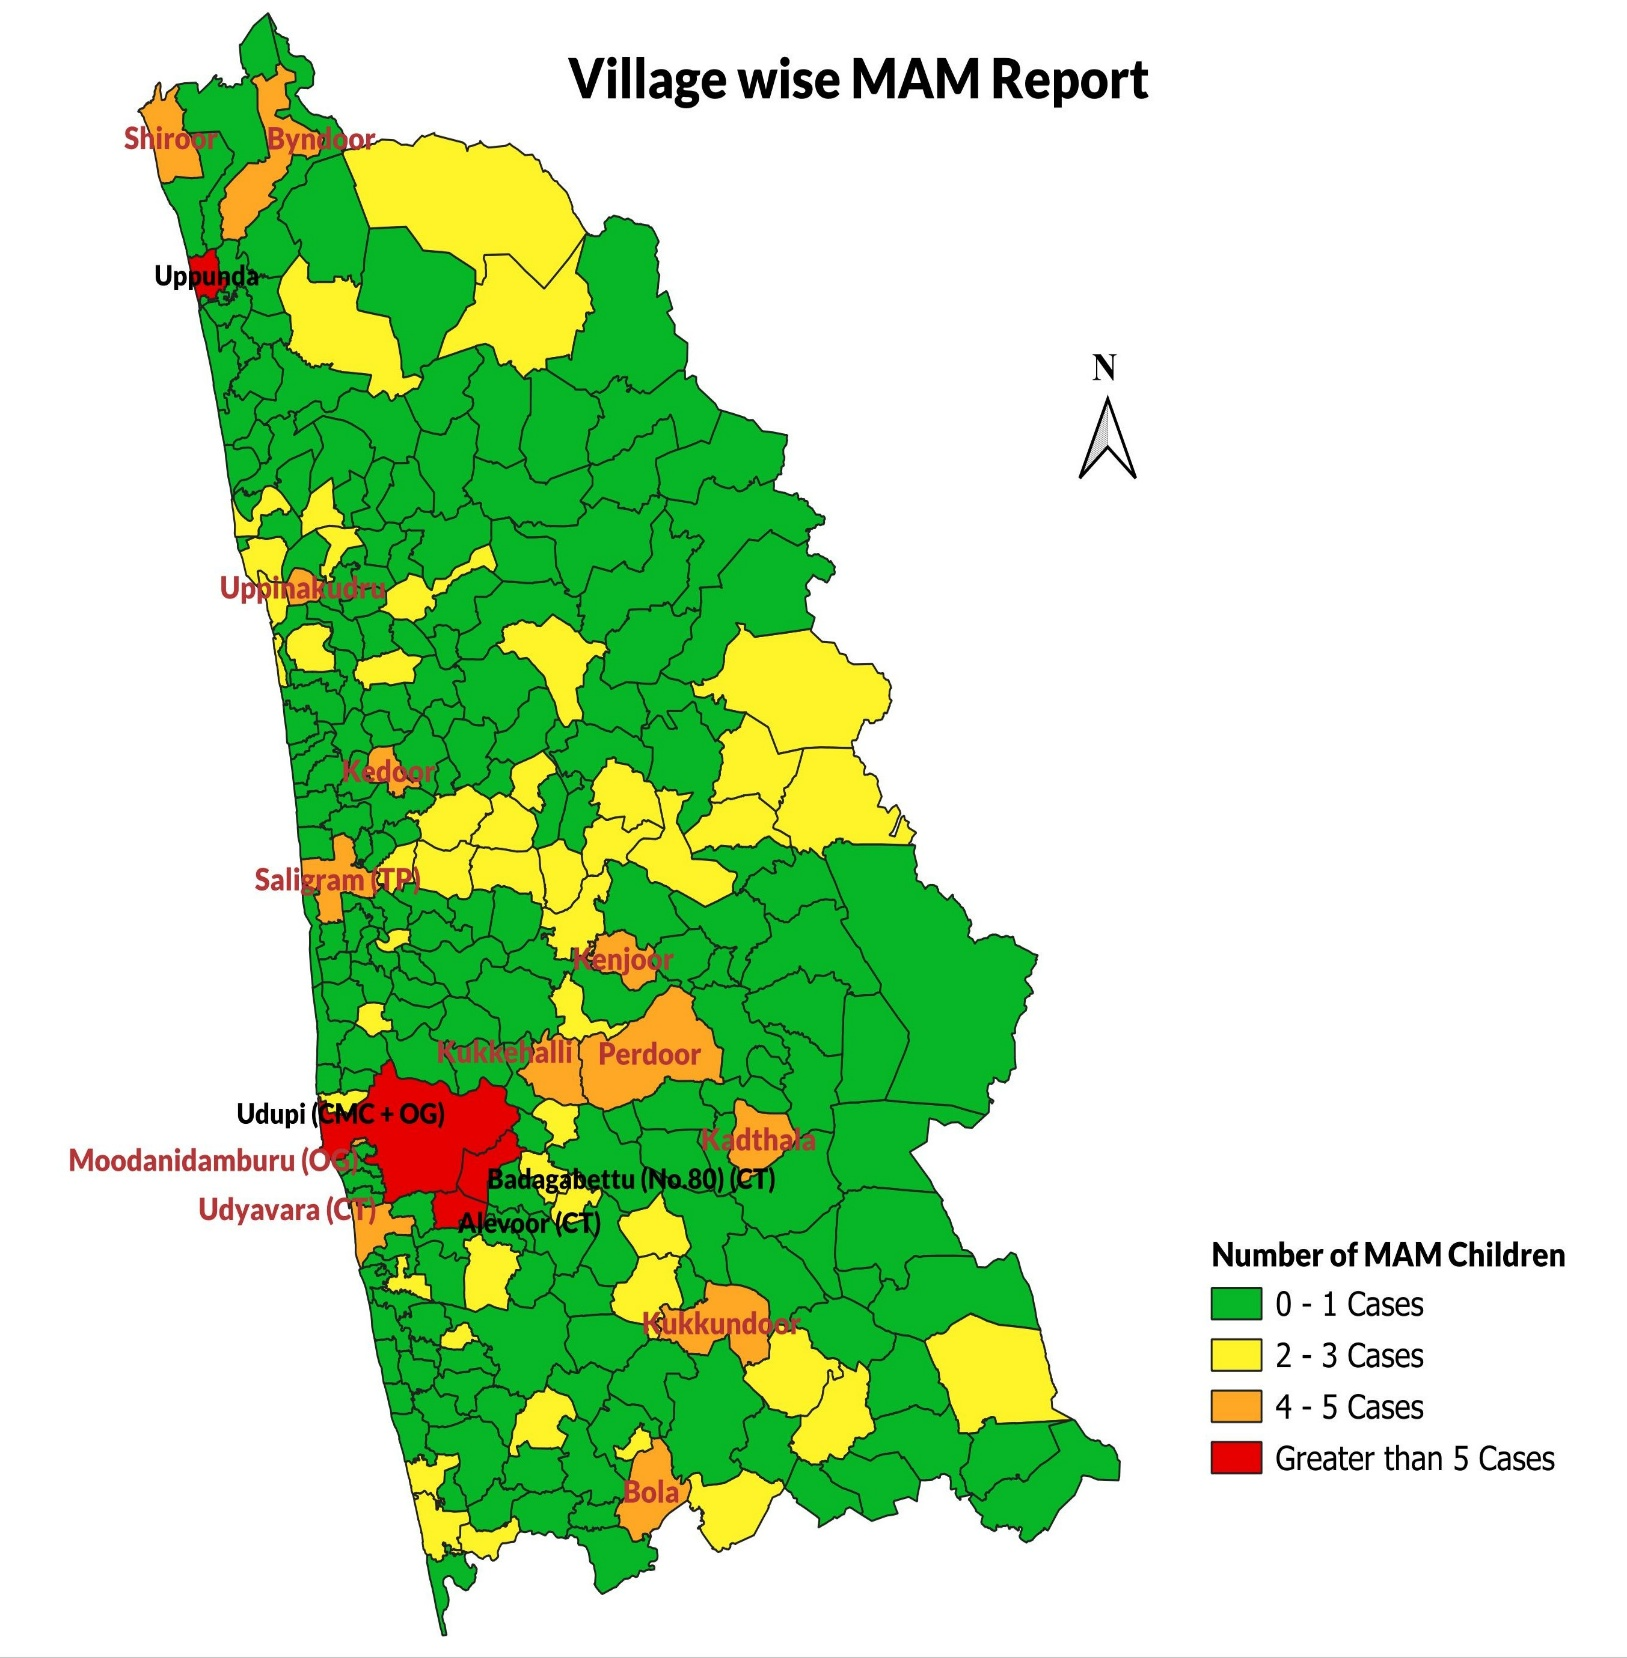 Village wise MAM Report
Shiroor
Byndoor
Uppunda
N
Uppinakudru
Kedoor
Saligram (TP)
Kenjoor
Kukkehalli
Perdoor
Udupi (CMC + OG)
Kadthala
Moodanidamburu (OG)
Badagabettu (No.80) (CT)
Udyavara (CT)
Alevoor (CT)
Number of MAM Children
0 - 1 Cases
Kukkundoor
2 - 3 Cases
4 - 5 Cases
Greater than 5 Cases
Bola